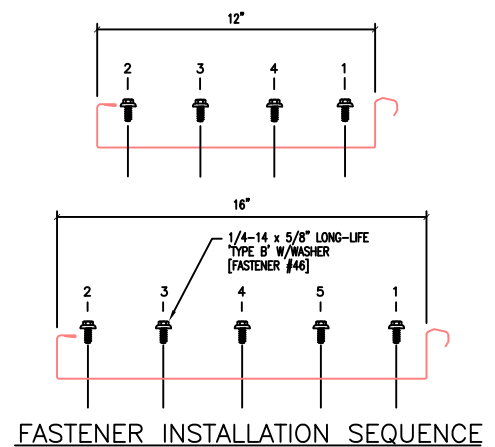 12"
2 3 4 1
16"
1/4-14 x 5/8" LONG-LIFE
'TYPE B' W/WASHER
[FASTENER #46]
2 3 4 5 1
FASTENER INSTALLATION SEQUENCE